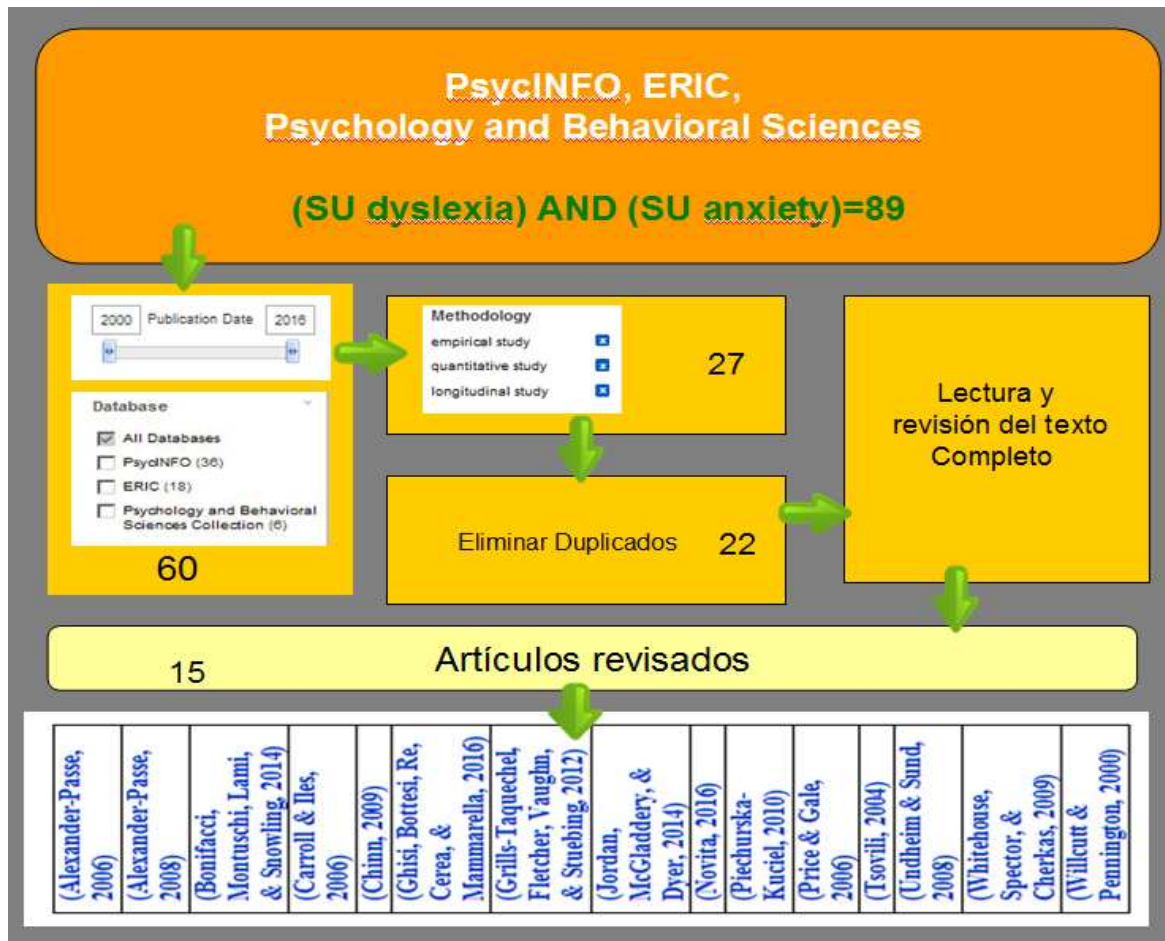 PsycINFO, ERIC,
Psychology and Behavioral Sciences
(SU dyslexia) AND (SU anxiety)=89
2000 Publication Date 2016
Database
All Databases
PsycINFO (36)
ERIC (18)
Psychology and Behavioral
Sciences Collection (6)
60
Methodology
empirical study
quantitative study
longitudinal study
27
Eliminar Duplicados 22
Lectura y
revisión del texto
Completo
15 Artículos revisados
(Alexander-Passe,
2006)
(Alexander-Passe,
2008)
(Bonifacci,
Montuschi, Lami,
& Snowling, 2014)
(Carroll & Iles,
2006)
(Chinn, 2009)
(Ghisi, Bottesi, Re,
Cerea, &
Mammarella, 2016)
(Grills-Taquechel,
Fletcher, Vaughn,
& Stuebing, 2012)
(Jordan,
McGladdery, &
Dyer, 2014)
(Novita, 2016)
(Piechurska-
Kuciel, 2010)
(Price & Gale,
2006)
(Tsovili, 2004)
(Undheim & Sund,
2008)
(Whitehouse,
Spector, &
Cherkas, 2009)
(Willcutt &
Pennington, 2000)